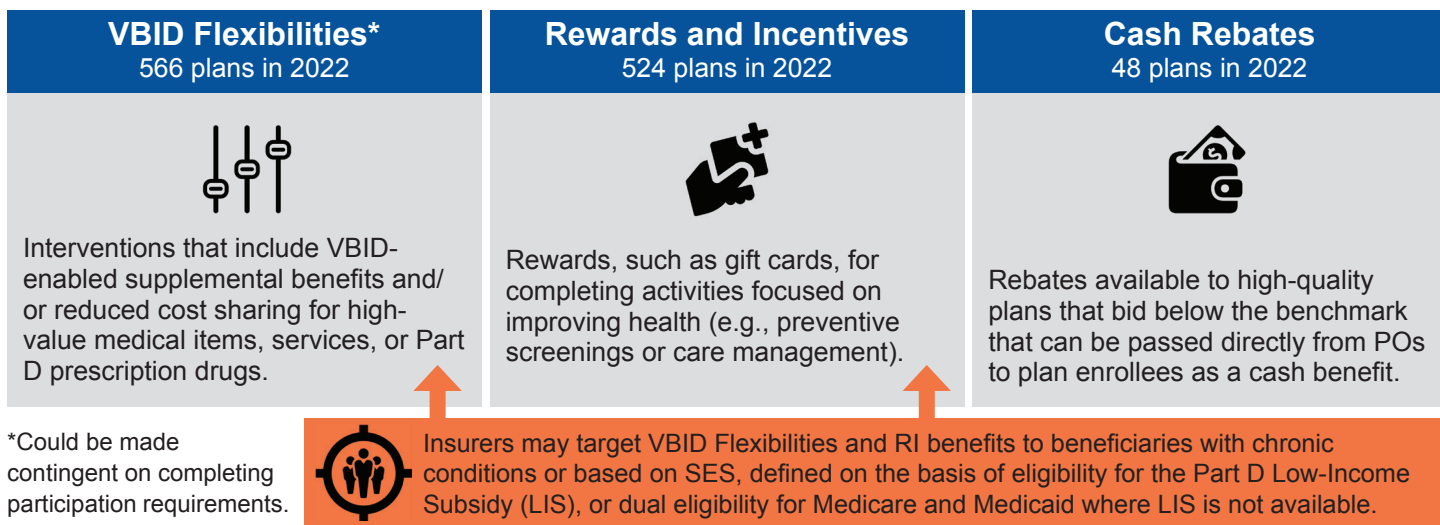 VBID Flexibilities*
566 plans in 2022
Interventions that include VBID-
enabled supplemental benefits and/
or reduced cost sharing for high-
value medical items, services, or Part
D prescription drugs.
Rewards and Incentives
524 plans in 2022
Rewards, such as gift cards, for
completing activities focused on
improving health (e.g., preventive
screenings or care management).
Cash Rebates
48 plans in 2022
Rebates available to high-quality
plans that bid below the benchmark
that can be passed directly from POs
to plan enrollees as a cash benefit.
*Could be made
contingent on completing
participation requirements.
Insurers may target VBID Flexibilities and RI benefits to beneficiaries with chronic
conditions or based on SES, defined on the basis of eligibility for the Part D Low-Income
Subsidy (LIS), or dual eligibility for Medicare and Medicaid where LIS is not available.